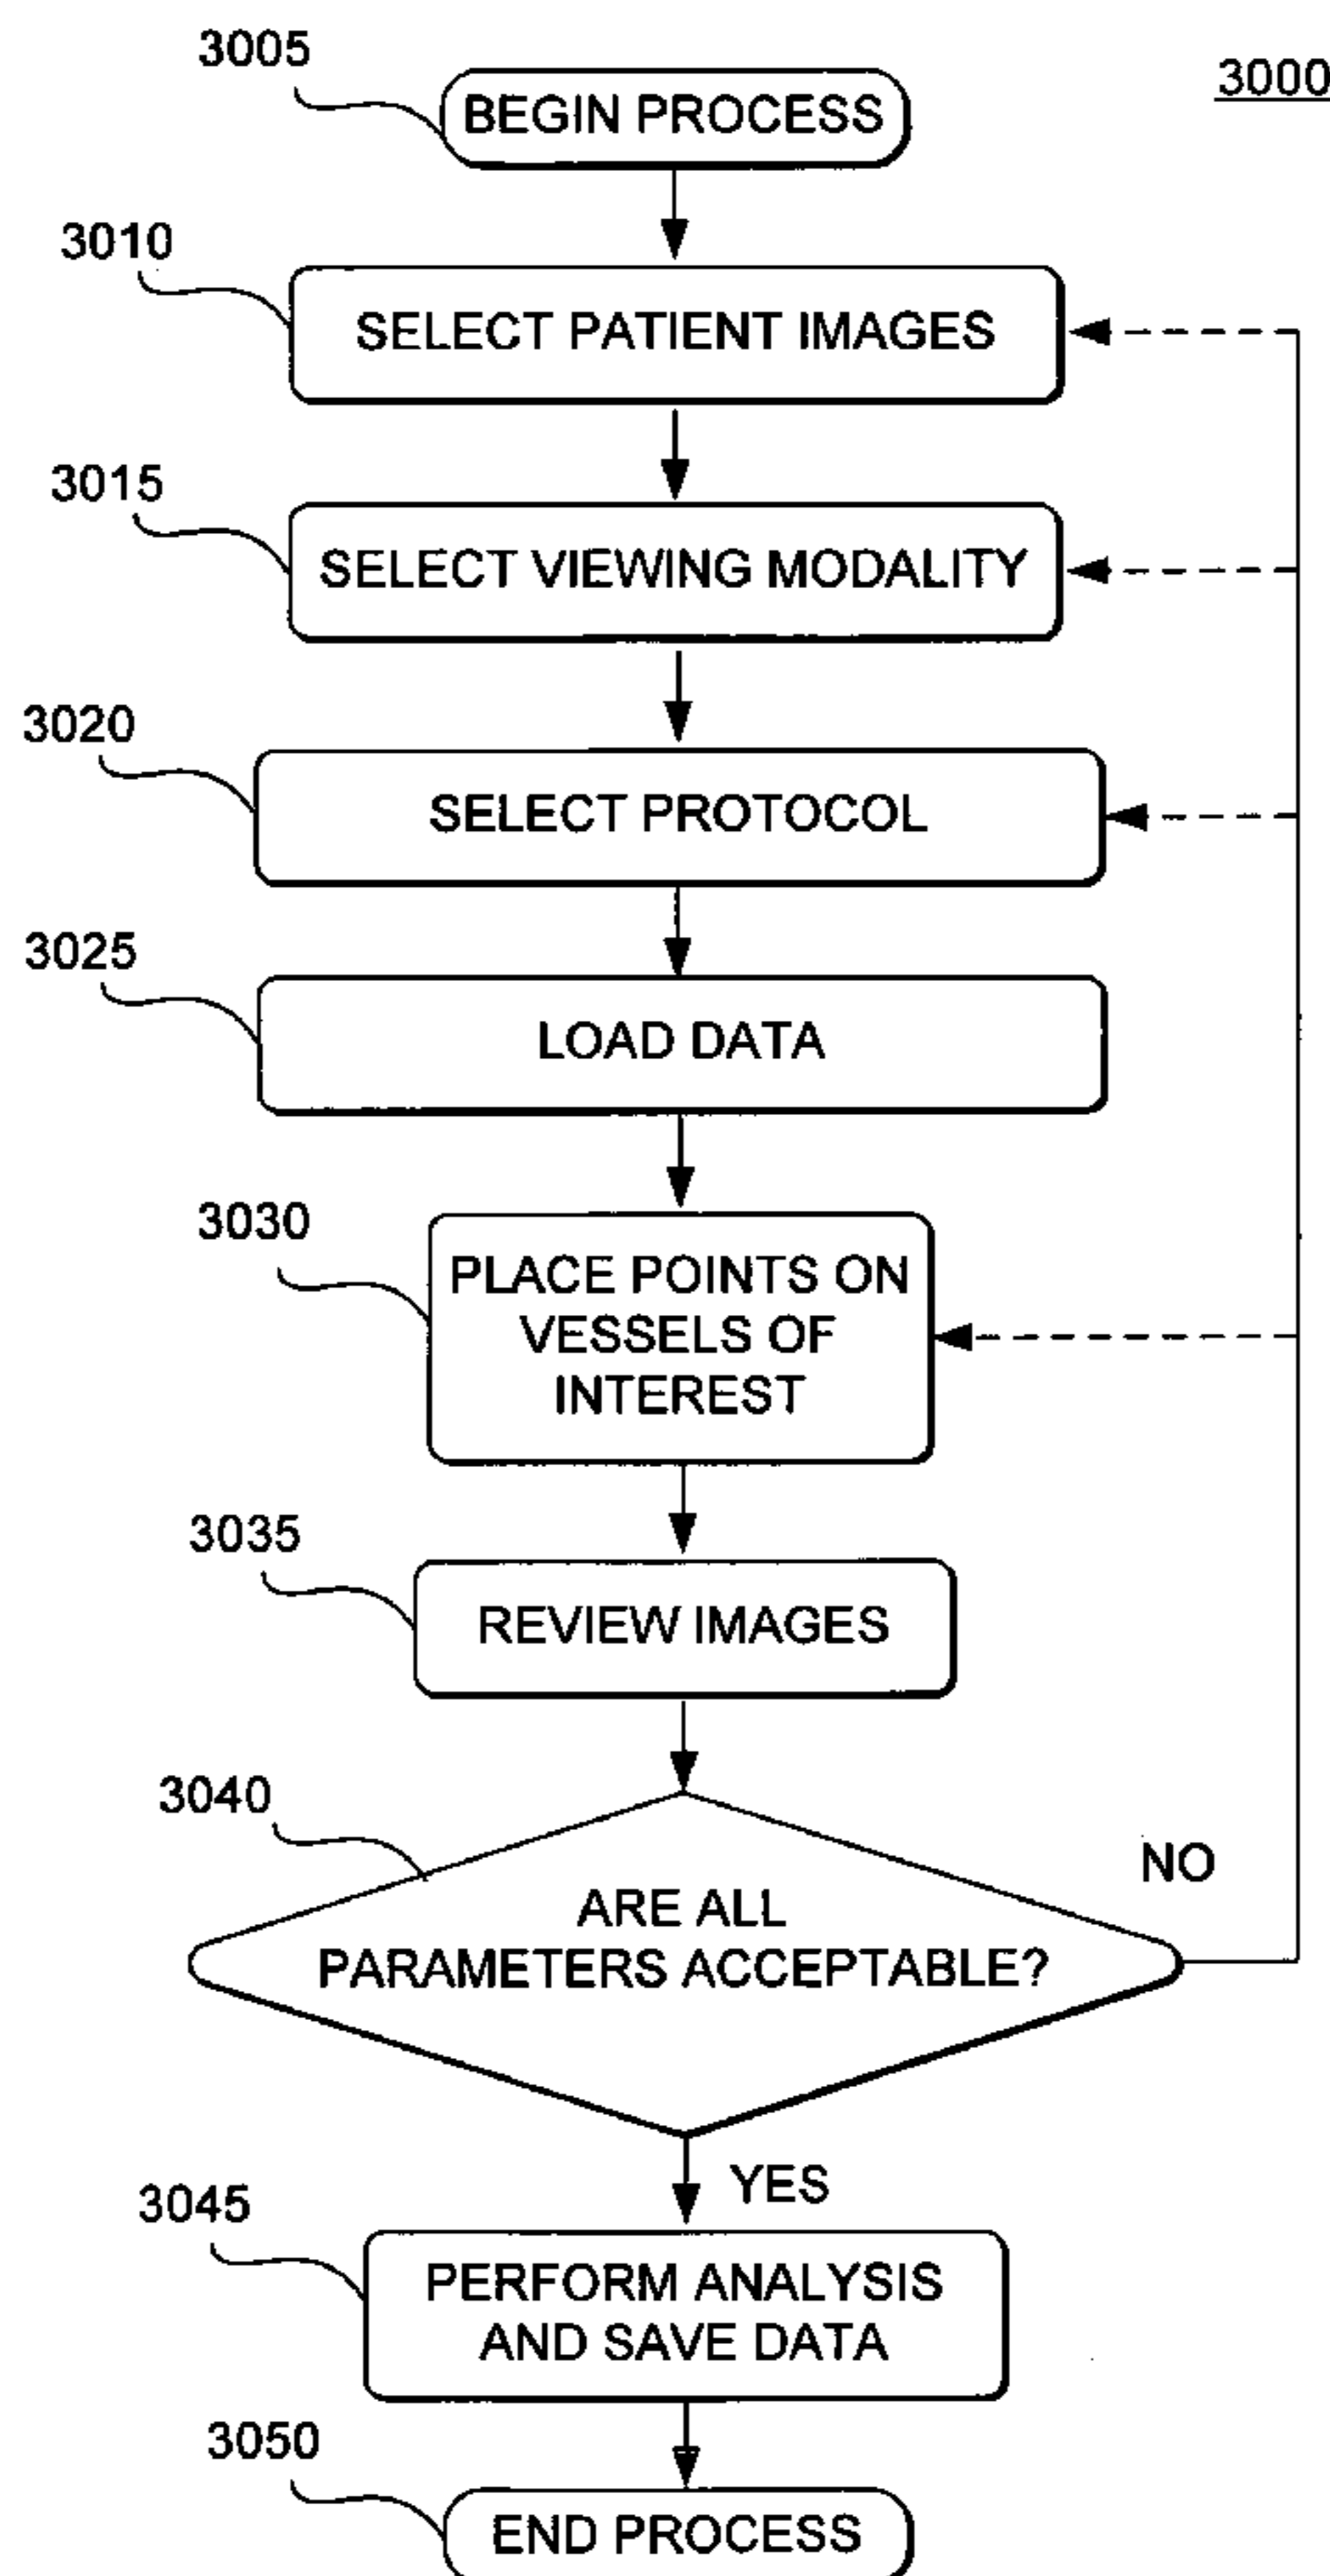 3005
3000
BEGIN PROCESS
3010
SELECT PATIENT IMAGES
3015
SELECT VIEWING MODALITY
3020
SELECT PROTOCOL
3025
LOAD DATA
3030
PLACE POINTS ON
VESSELS OF
INTEREST
3035
REVIEW IMAGES
3040
NO
ARE ALL
PARAMETERS ACCEPTABLE?
YES
3045
PERFORM ANALYSIS
AND SAVE DATA
3050
END PROCESS